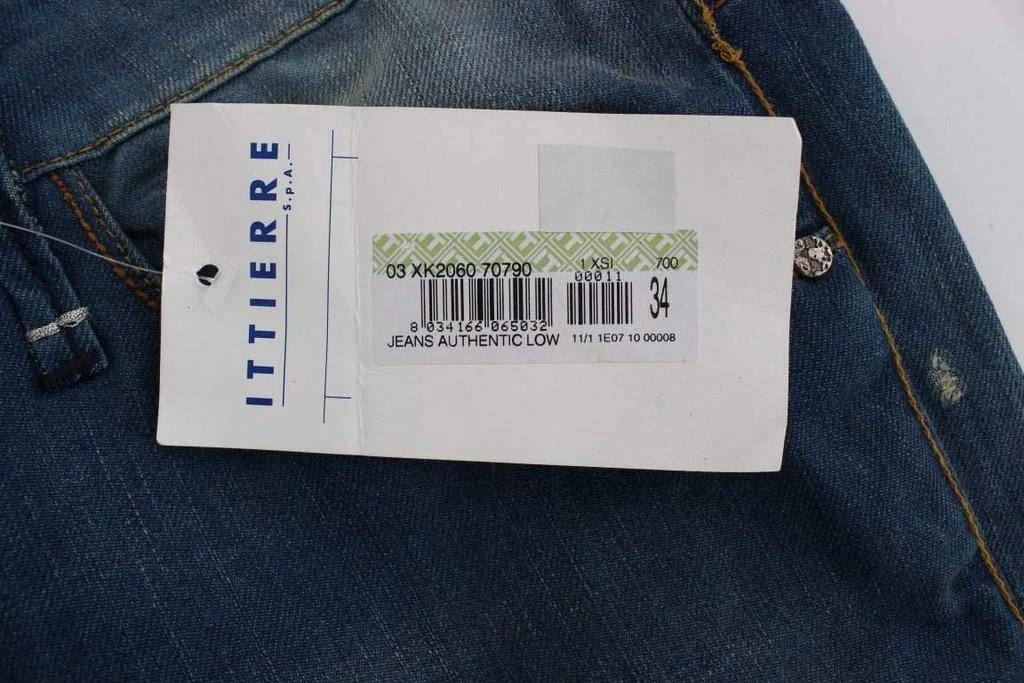 ITTIERRE
S.p.A.
03 XK2060 70790
1 XSI
700
00011
34
8 034166 065032
JEANS AUTHENTIC LOW
11/1 1E07 10 00008